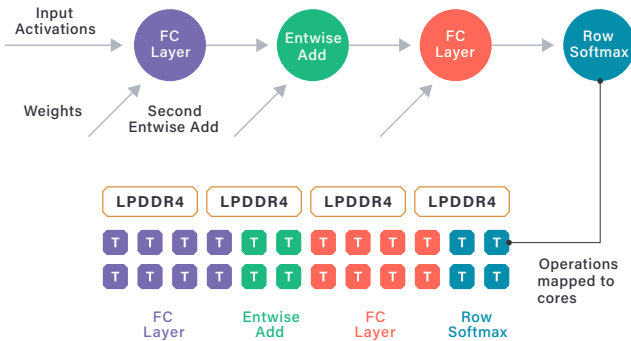 Input
Activations
FC
Layer
Entwise
Add
FC
Layer
Row
Softmax
Weights
Second
Entwise Add
LPDDR4 LPDDR4 LPDDR4 LPDDR4
T T T T T T T T T T T T
T T T T T T T T T T T T
Operations
mapped to
cores
FC
Layer
Entwise
Add
FC
Layer
Row
Softmax